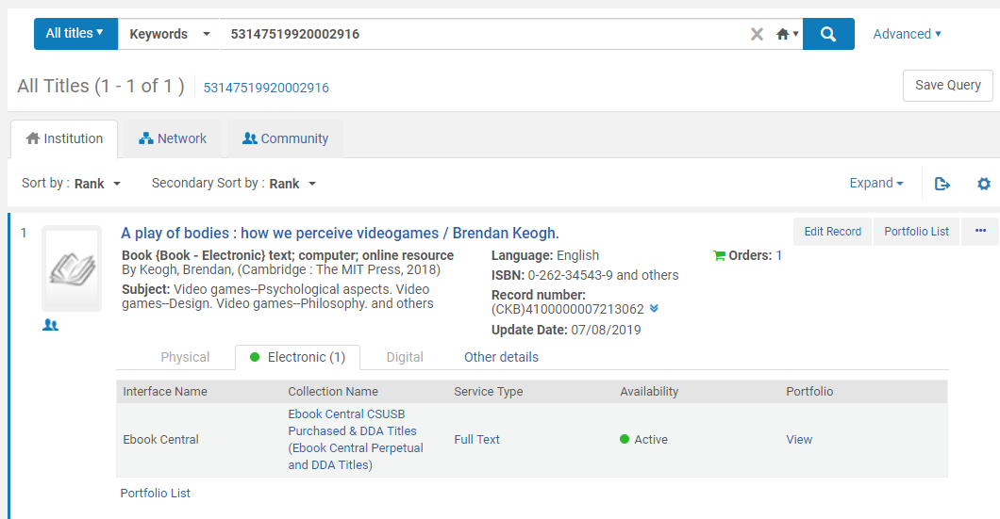 All titles Keywords 53147519920002916 Advanced
All Titles (1 - 1 of 1 ) 53147519920002916 Save Query
Institution Network Community
Sort by : Rank Secondary Sort by : Rank Expand
1
A play of bodies : how we perceive videogames / Brendan Keogh.
Edit Record Portfolio List ...
Book {Book - Electronic} text; computer; online resource
By Keogh, Brendan, (Cambridge : The MIT Press, 2018)
Subject: Video games--Psychological aspects. Video
games--Design. Video games--Philosophy. and others
Language: English
ISBN: 0-262-34543-9 and others
Record number:
(CKB)4100000007213062
Update Date: 07/08/2019
Orders: 1
Physical Electronic (1) Digital Other details
Interface Name Collection Name Service Type Availability Portfolio
Ebook Central
Ebook Central CSUSB
Purchased & DDA Titles
(Ebook Central Perpetual
and DDA Titles)
Full Text
Active
View
Portfolio List